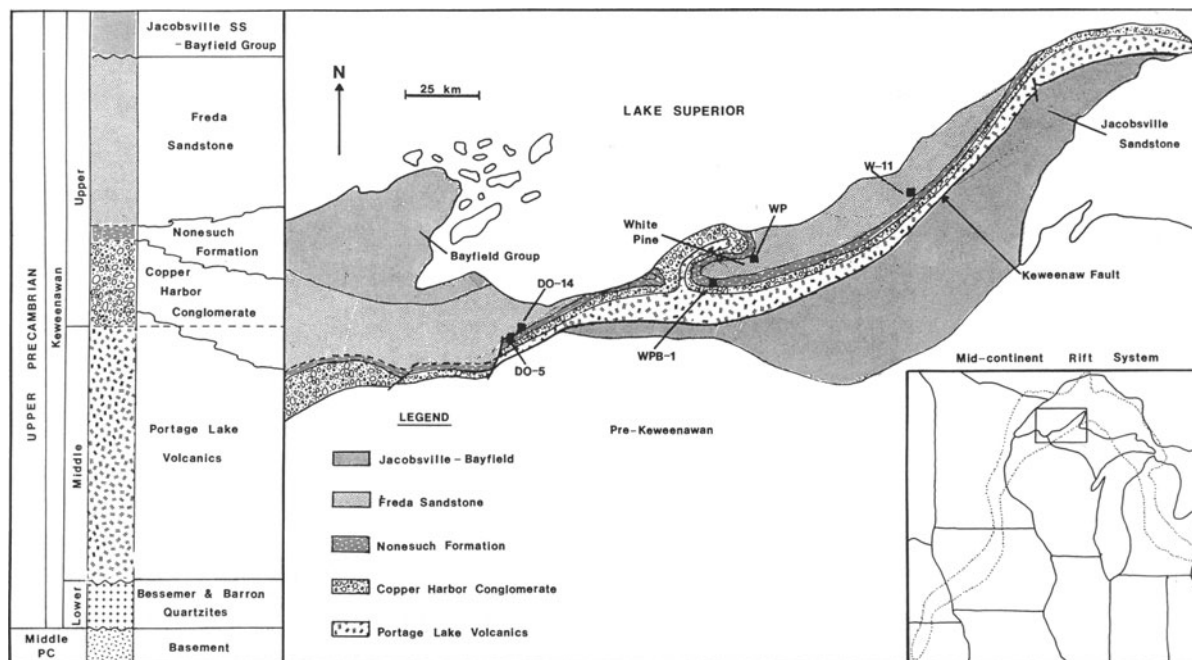 Jacobsville SS
-Bayfield Group
Freda
Sandstone
Nonesuch
Formation
Copper
Harbor
Conglomerate
Portage Lake
Volcanics
Bessemer & Barron
Quartzites
Basement
UPPER PRECAMBRIAN
Keweenawan
Upper
Middle
Lower
Middle
PC
N
25 km
LAKE SUPERIOR
Jacobsville
Sandstone
W-11
WP
White
Pine
Bayfield Group
Keweenaw Fault
DO-14
WPB-1
DO-5
Mid-continent Rift System
LEGEND
Pre-Keweenawan
Jacobsville-Bayfield
Freda Sandstone
Nonesuch Formation
Copper Harbor Conglomerate
Portage Lake Volcanics